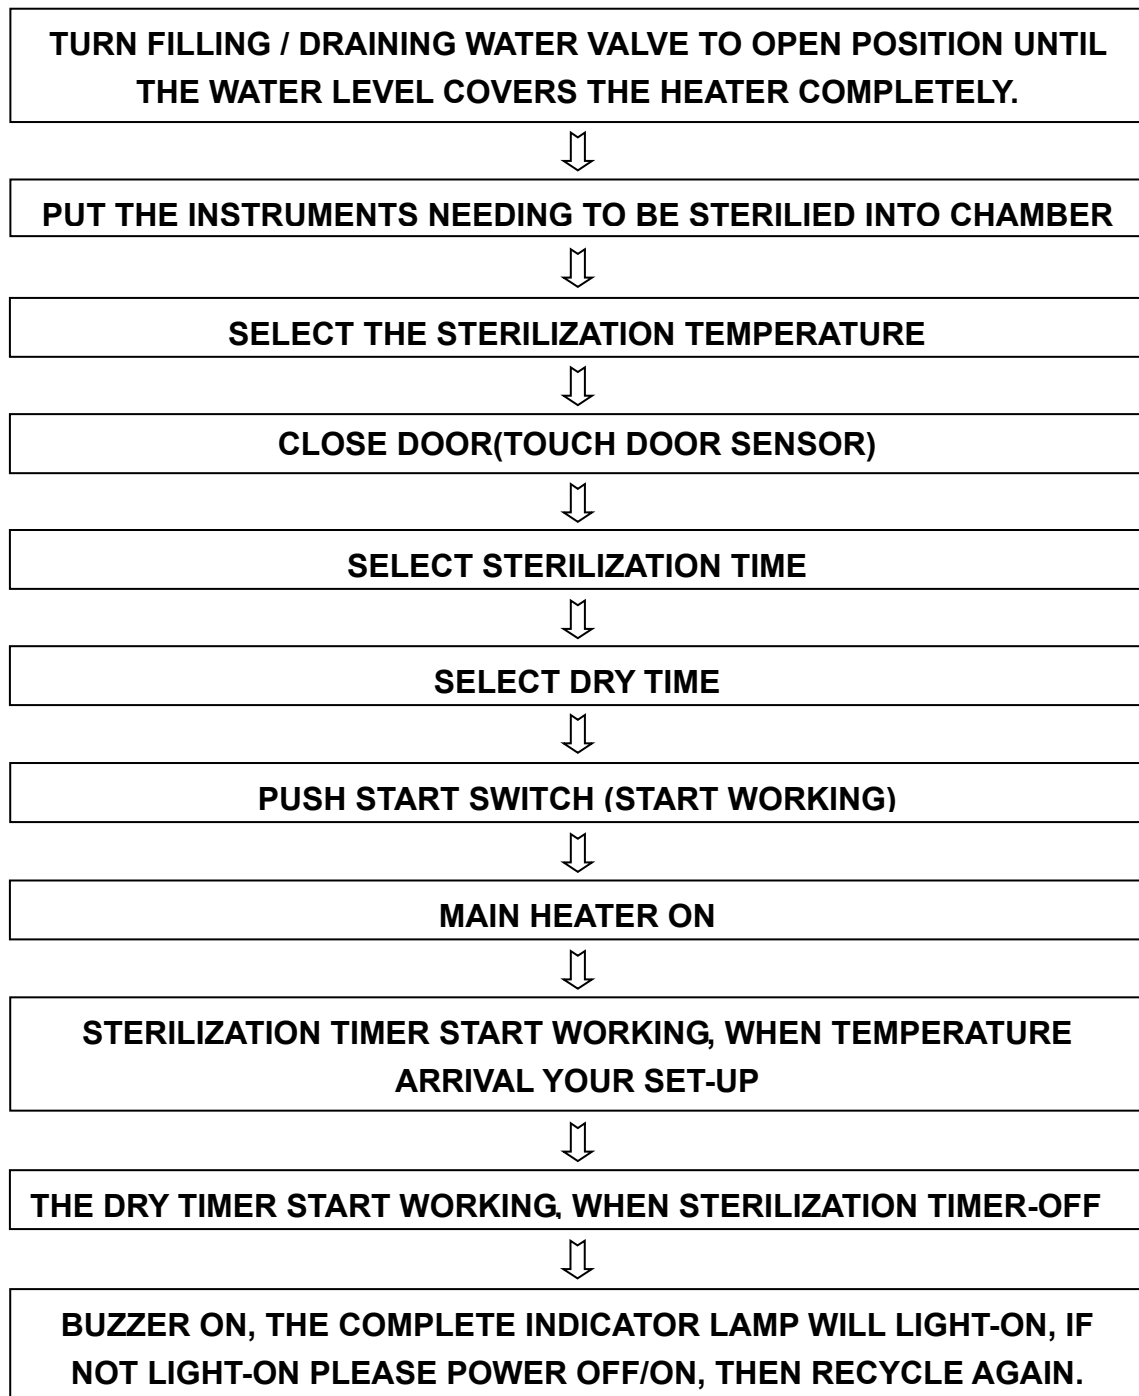 TURN FILLING / DRAINING WATER VALVE TO OPEN POSITION UNTIL
THE WATER LEVEL COVERS THE HEATER COMPLETELY.
PUT THE INSTRUMENTS NEEDING TO BE STERILIED INTO CHAMBER
SELECT THE STERILIZATION TEMPERATURE
CLOSE DOOR(TOUCH DOOR SENSOR)
SELECT STERILIZATION TIME
SELECT DRY TIME
PUSH START SWITCH (START WORKING)
MAIN HEATER ON
STERILIZATION TIMER START WORKING, WHEN TEMPERATURE
ARRIVAL YOUR SET-UP
THE DRY TIMER START WORKING, WHEN STERILIZATION TIMER-OFF
BUZZER ON, THE COMPLETE INDICATOR LAMP WILL LIGHT-ON, IF
NOT LIGHT-ON PLEASE POWER OFF/ON, THEN RECYCLE AGAIN.